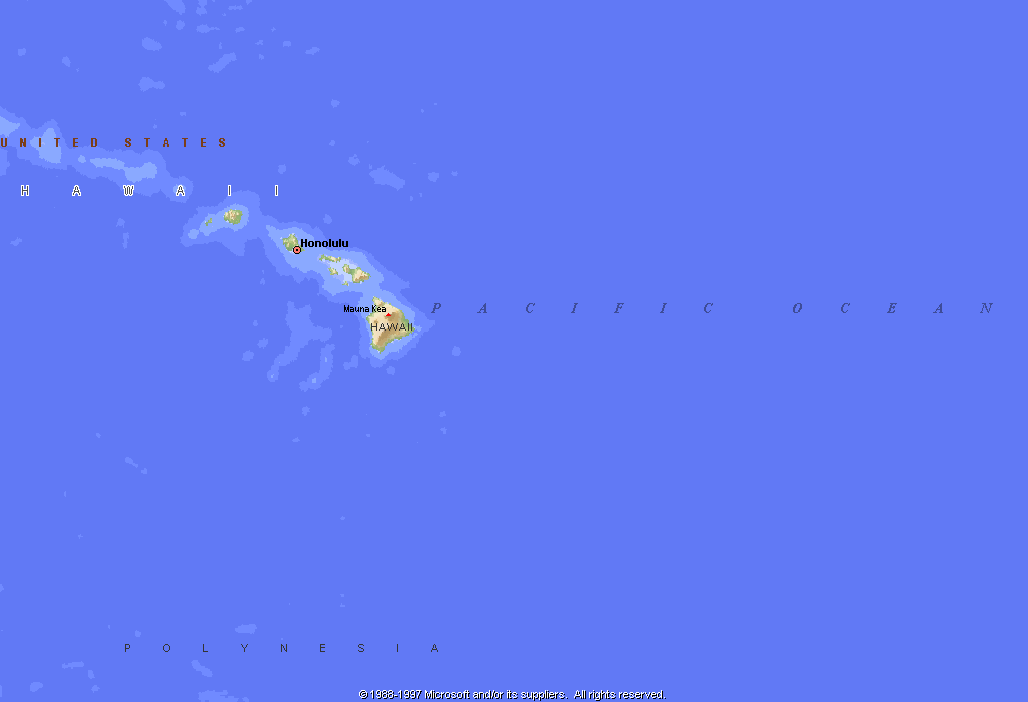 UNITED STATES
HAWAII
Honolulu
Mauna Kea
PACIFIC OCEAN
HAWAII
POLYNESIA
© 1988-1997 Microsoft and/or its suppliers. All rights reserved.